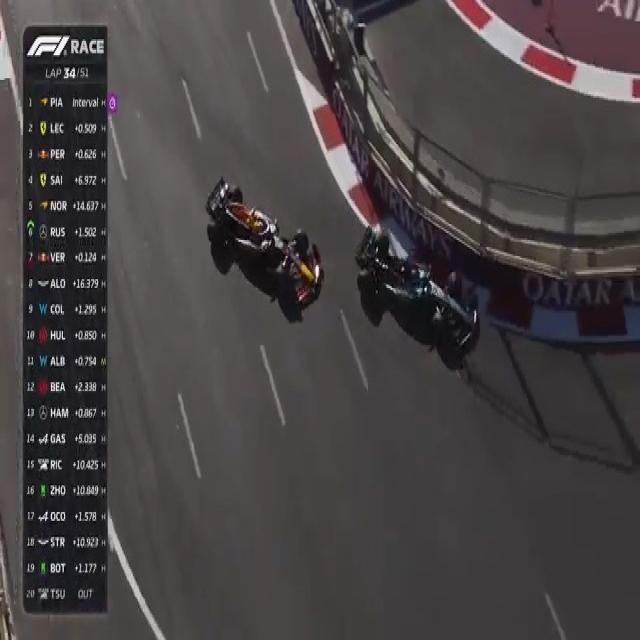 F1 RACE
LAP 34/51
1 PIA Interval H
2 LEC +0.509 H
3 PER +0.626 H
4 SAI +6.972 H
5 NOR +14.637 H
6 RUS +1.502 H
7 VER +0.124 H
8 ALO +16.379 H
9 COL +1.295 H
10 HUL +0.850 H
11 ALB +0.754 M
12 BEA +2.338 H
13 HAM +0.867 H
14 GAS +5.035 H
15 RIC +10.425 H
16 ZHO +10.849 H
17 OCO +1.578 H
18 STR +10.923 H
19 BOT +1.177 H
20 TSU OUT
AIRWAYS
QATAR A